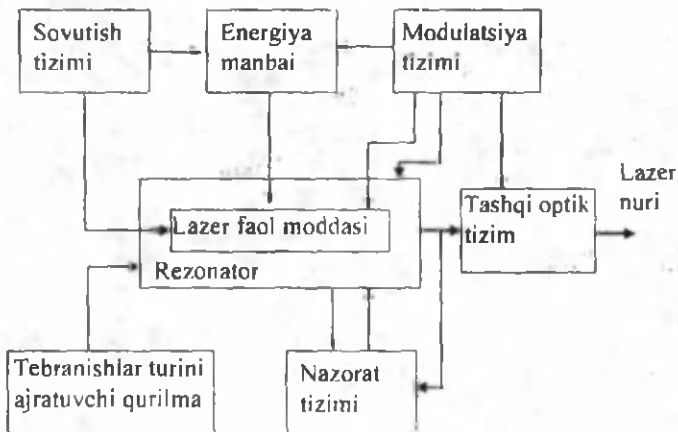 Sovutish
tizimi
Energiya
manbai
Modulatsiya
tizimi
Lazer faol moddasi
Rezonator
Tashqi optik
tizim
Lazer
nuri
Tebranishlar turini
ajratuvchi qurilma
Nazorat
tizimi